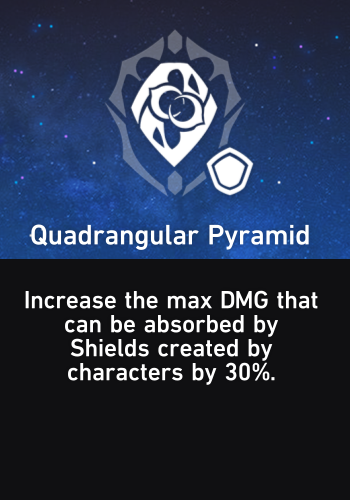 Quadrangular Pyramid
Increase the max DMG that
can be absorbed by
Shields created by
characters by 30%.